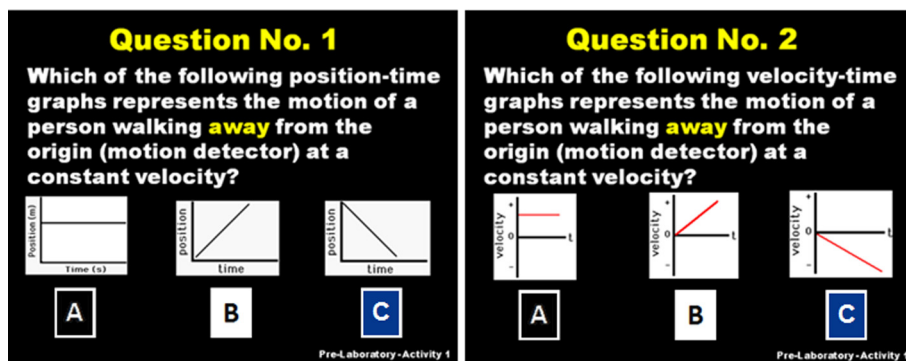 Question No. 1
Which of the following position-time
graphs represents the motion of a
person walking away from the
origin (motion detector) at a
constant velocity?
Position (m)
Time (s)
position
time
position
time
A
B
C
Pre-Laboratory-Activity 1
Question No. 2
Which of the following velocity-time
graphs represents the motion of a
person walking away from the
origin (motion detector) at a
constant velocity?
velocity
+
0
-
t
velocity
+
0
-
t
velocity
+
0
-
t
A
B
C
Pre-Laboratory-Activity 1